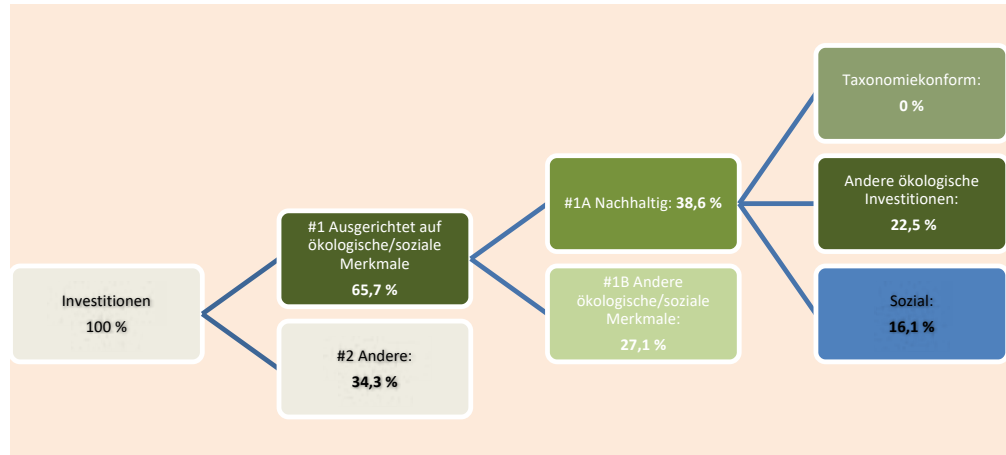 Investitionen
100 %
#1 Ausgerichtet auf
ökologische/soziale
Merkmale
65,7 %
#2 Andere:
34,3 %
#1A Nachhaltig: 38,6 %
#1B Andere
ökologische/soziale
Merkmale:
27,1 %
Taxonomiekonform:
0 %
Andere ökologische
Investitionen:
22,5 %
Sozial:
16,1 %